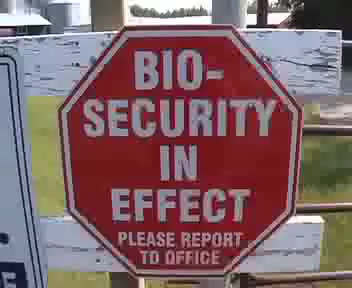 BIO-
SECURITY
IN
EFFECT
PLEASE REPORT
TO OFFICE